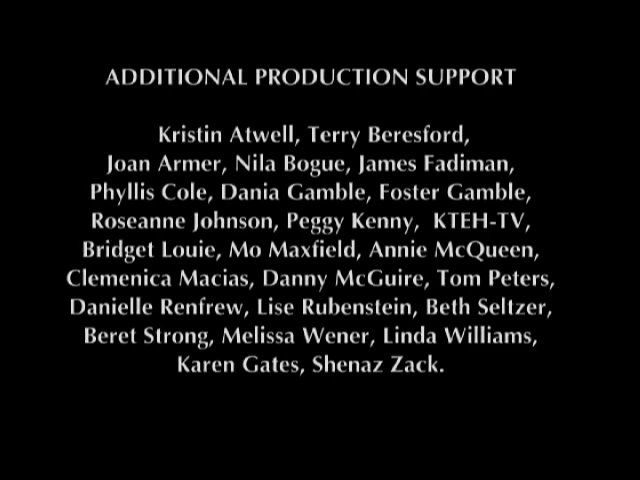 ADDITIONAL PRODUCTION SUPPORT
Kristin Atwell, Terry Beresford,
Joan Armer, Nila Bogue, James Fadiman,
Phyllis Cole, Dania Gamble, Foster Gamble,
Roseanne Johnson, Peggy Kenny, KTEH-TV,
Bridget Louie, Mo Maxfield, Annie McQueen,
Clemenica Macias, Danny McGuire, Tom Peters,
Danielle Renfrew, Lise Rubenstein, Beth Seltzer,
Beret Strong, Melissa Wener, Linda Williams,
Karen Gates, Shenaz Zack.